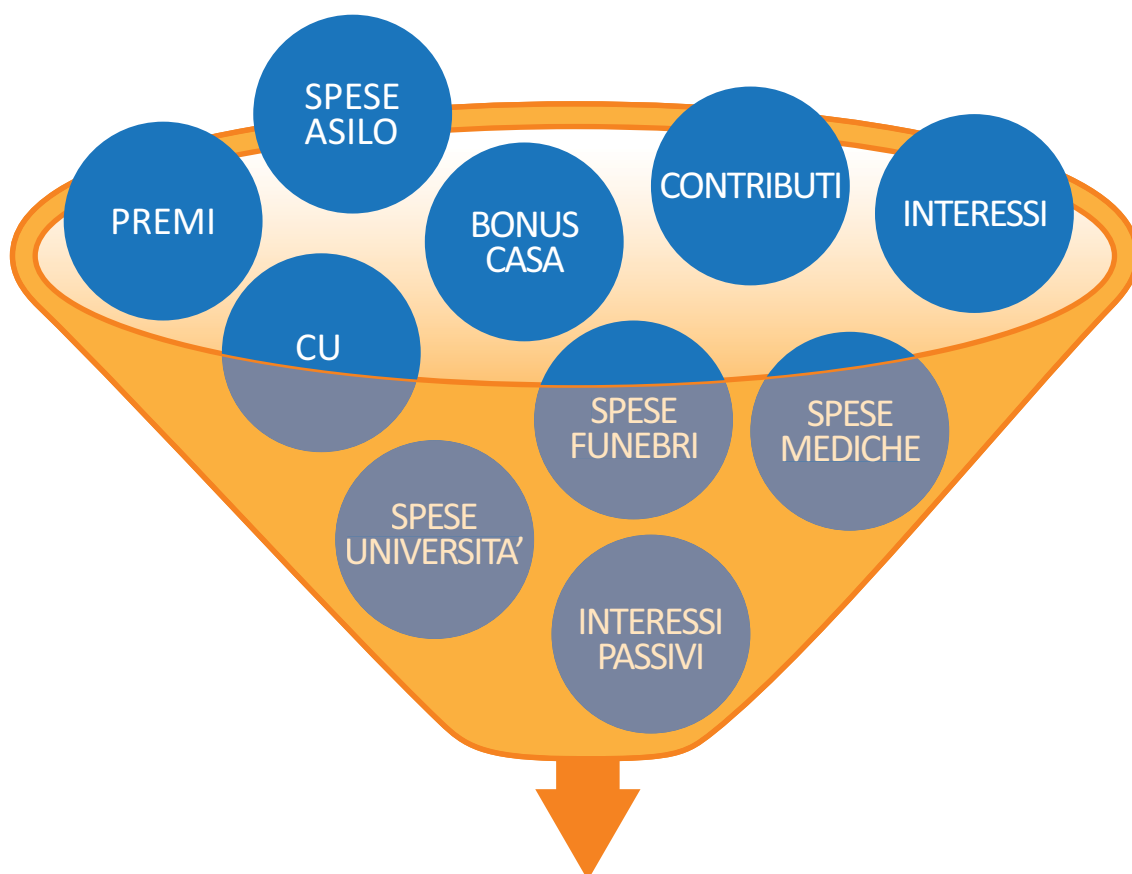 SPESE
ASILO
PREMI
BONUS
CASA
CONTRIBUTI
INTERESSI
CU
SPESE
FUNEBRI
SPESE
MEDICHE
SPESE
UNIVERSITA’
INTERESSI
PASSIVI